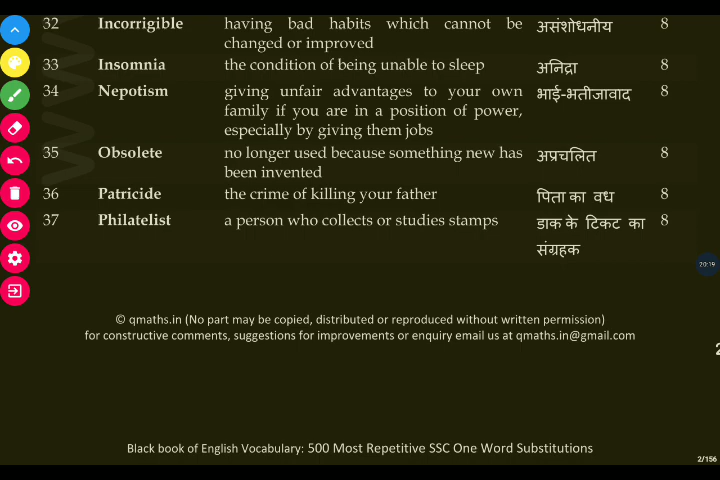 32 Incorrigible having bad habits which cannot be असंशोधनीय 8
changed or improved
33 Insomnia the condition of being unable to sleep अनिद्रा 8
34 Nepotism giving unfair advantages to your own भाई-भतीजावाद 8
family if you are in a position of power,
especially by giving them jobs
35 Obsolete no longer used because something new has अप्रचलित 8
been invented
36 Patricide the crime of killing your father पिता का वध 8
37 Philatelist a person who collects or studies stamps डाक के टिकट का 8
संग्रहक
20:19
© qmaths.in (No part may be copied, distributed or reproduced without written permission)
for constructive comments, suggestions for improvements or enquiry email us at qmaths.in@gmail.com
2
Black book of English Vocabulary: 500 Most Repetitive SSC One Word Substitutions
2/156